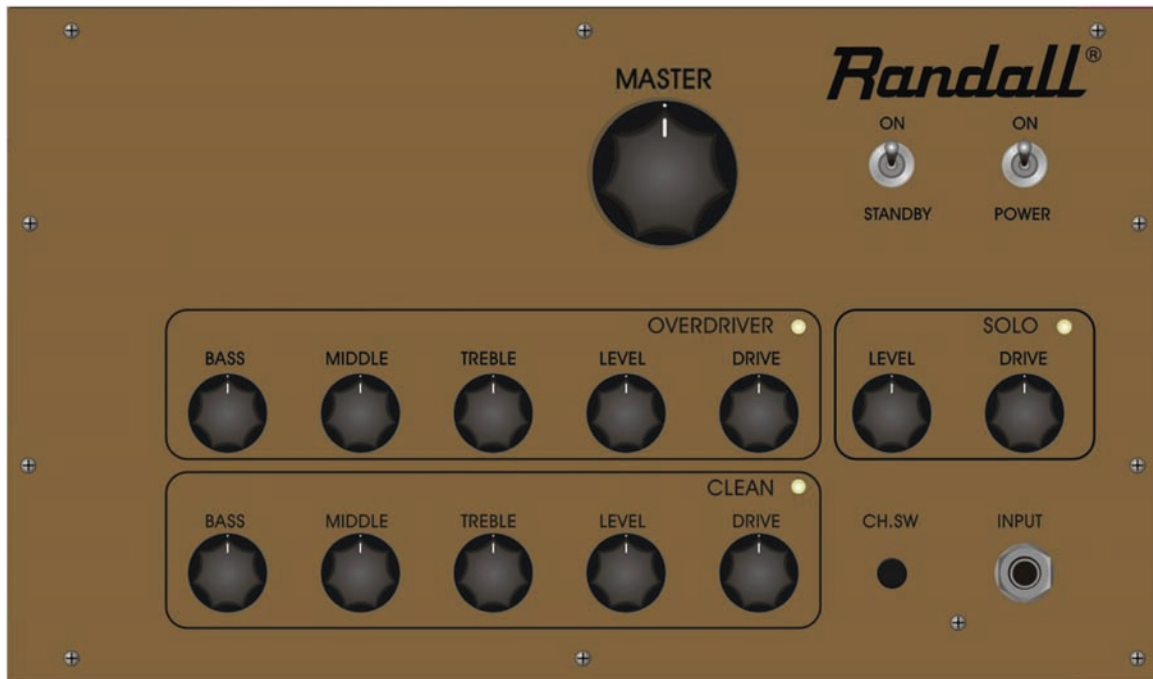 MASTER
Randall®
ON ON
STANDBY POWER
OVERDRIVER
BASS MIDDLE TREBLE LEVEL DRIVE
SOLO
LEVEL DRIVE
CLEAN
BASS MIDDLE TREBLE LEVEL DRIVE
CH.SW INPUT